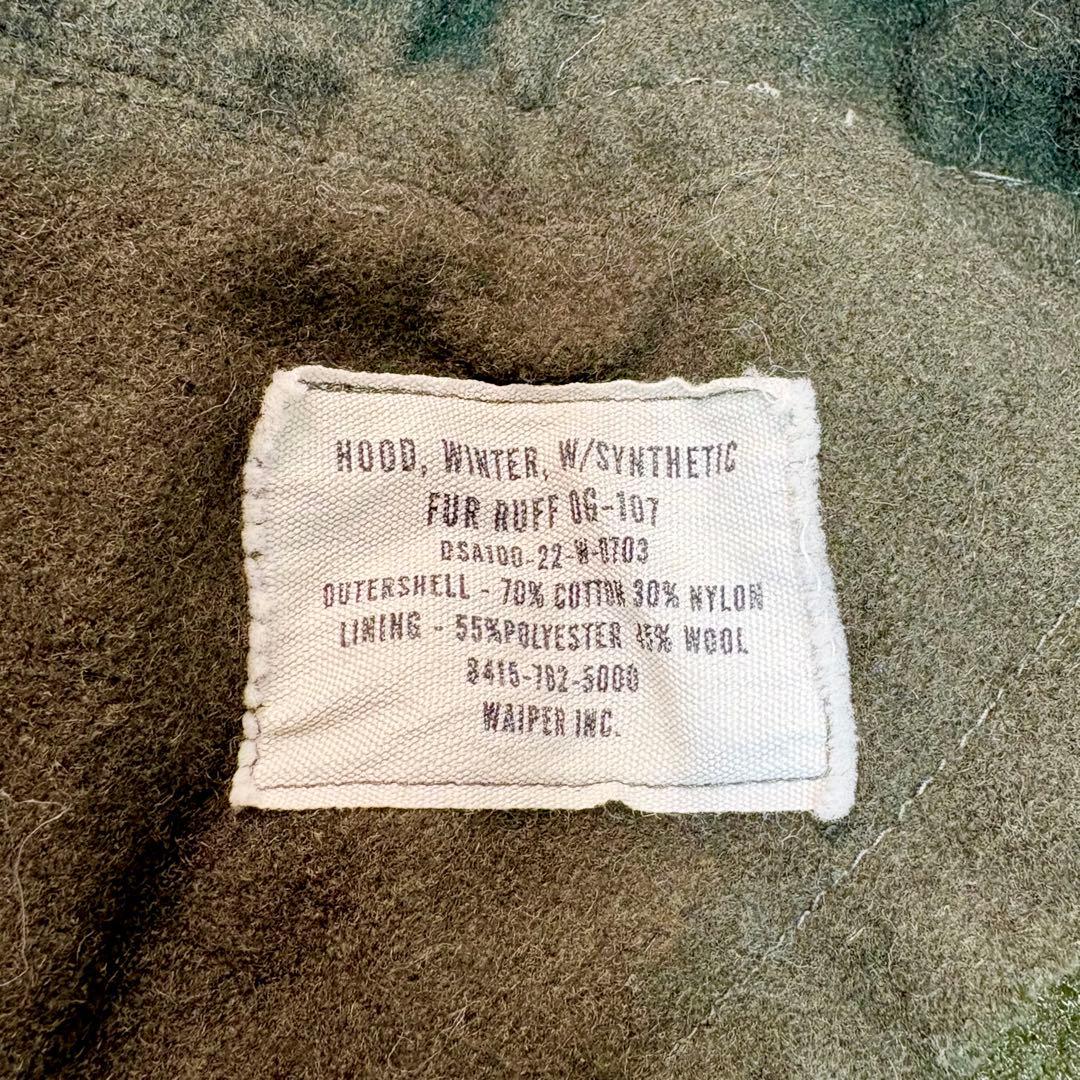 HOOD, WINTER, W/SYNTHETIC
FUR RUFF OG-107
DSA100-22-W-0703
OUTERSHELL - 70% COTTON 30% NYLON
LINING - 55%POLYESTER 45% WOOL
8415-782-5000
WAIPER INC.